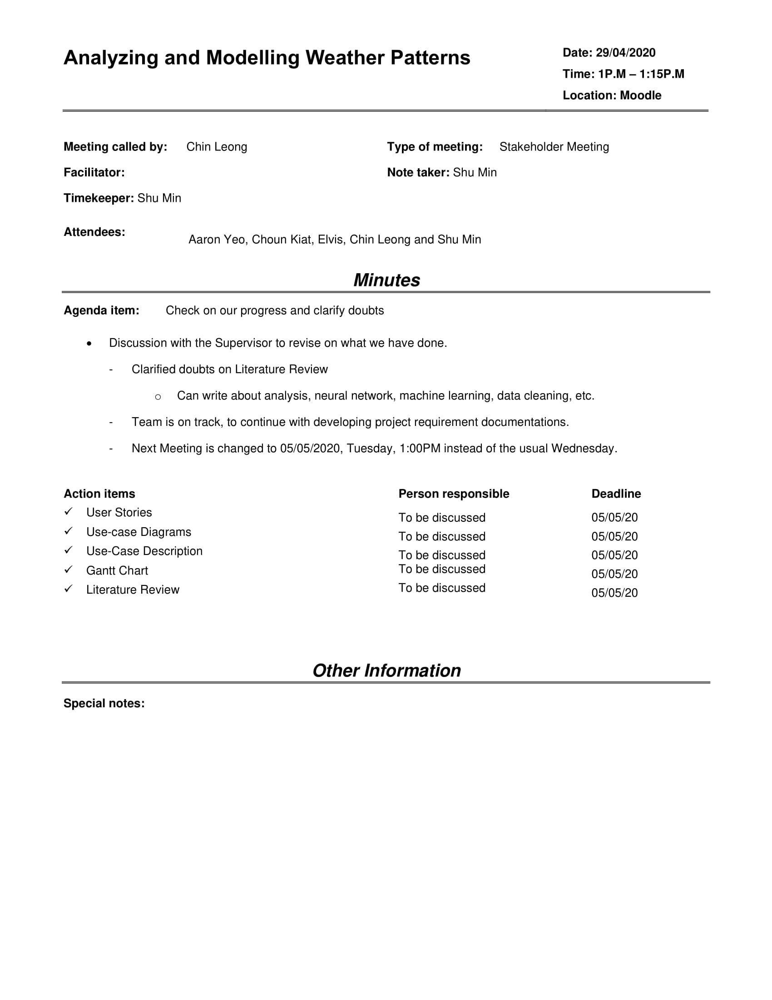 Analyzing and Modelling Weather Patterns
Date: 29/04/2020
Time: 1P.M – 1:15P.M
Location: Moodle
Meeting called by: Chin Leong Type of meeting: Stakeholder Meeting
Facilitator: Note taker: Shu Min
Timekeeper: Shu Min
Attendees: Aaron Yeo, Choun Kiat, Elvis, Chin Leong and Shu Min
Minutes
Agenda item: Check on our progress and clarify doubts
• Discussion with the Supervisor to revise on what we have done.
- Clarified doubts on Literature Review
o Can write about analysis, neural network, machine learning, data cleaning, etc.
- Team is on track, to continue with developing project requirement documentations.
- Next Meeting is changed to 05/05/2020, Tuesday, 1:00PM instead of the usual Wednesday.
Action items Person responsible Deadline
✓ User Stories To be discussed 05/05/20
✓ Use-case Diagrams To be discussed 05/05/20
✓ Use-Case Description To be discussed 05/05/20
✓ Gantt Chart To be discussed 05/05/20
✓ Literature Review To be discussed 05/05/20
Other Information
Special notes: